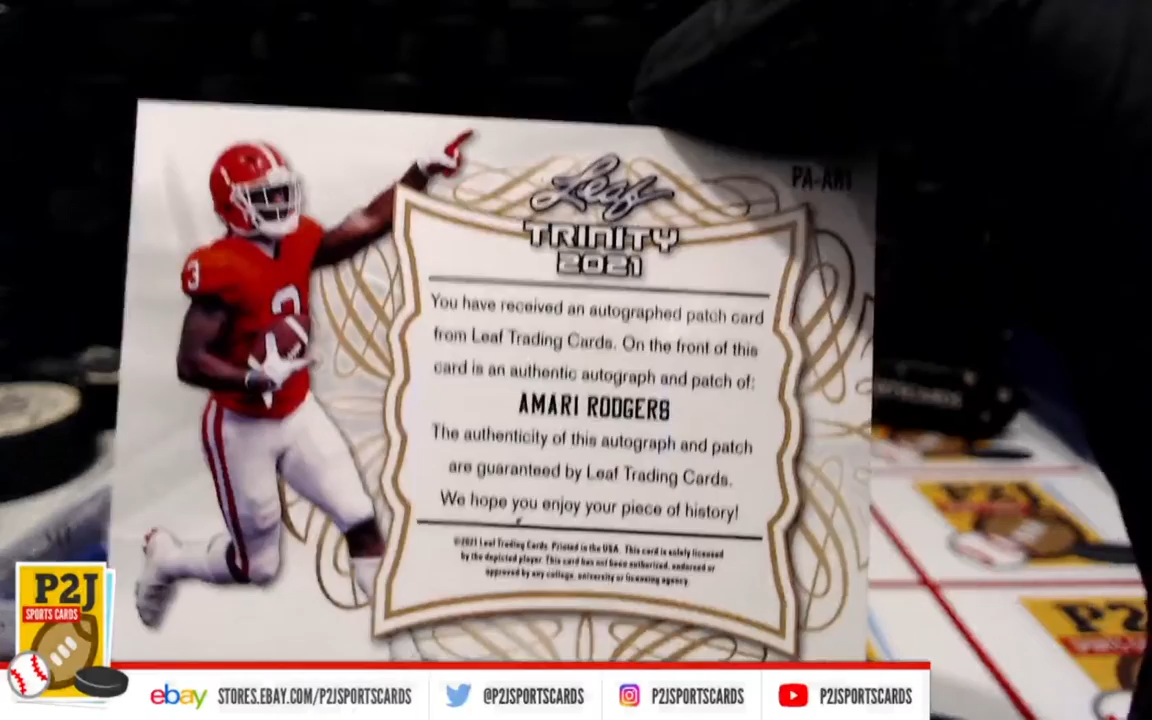 PA-AR1
Leaf
TRINITY
2021
You have received an autographed patch card
from Leaf Trading Cards. On the front of this
card is an authentic autograph and patch of:
AMARI RODGERS
The authenticity of this autograph and patch
are guaranteed by Leaf Trading Cards.
We hope you enjoy your piece of history!
©2021 Leaf Trading Cards. Printed in the USA. This card is solely licensed
by the depicted player. This card has not been authorized, endorsed or
approved by any college, university or licensing agency.
3
3
P2J
SPORTS CARDS
P2J
ebay STORES.EBAY.COM/P2JSPORTSCARDS @P2JSPORTSCARDS P2JSPORTSCARDS P2JSPORTSCARDS